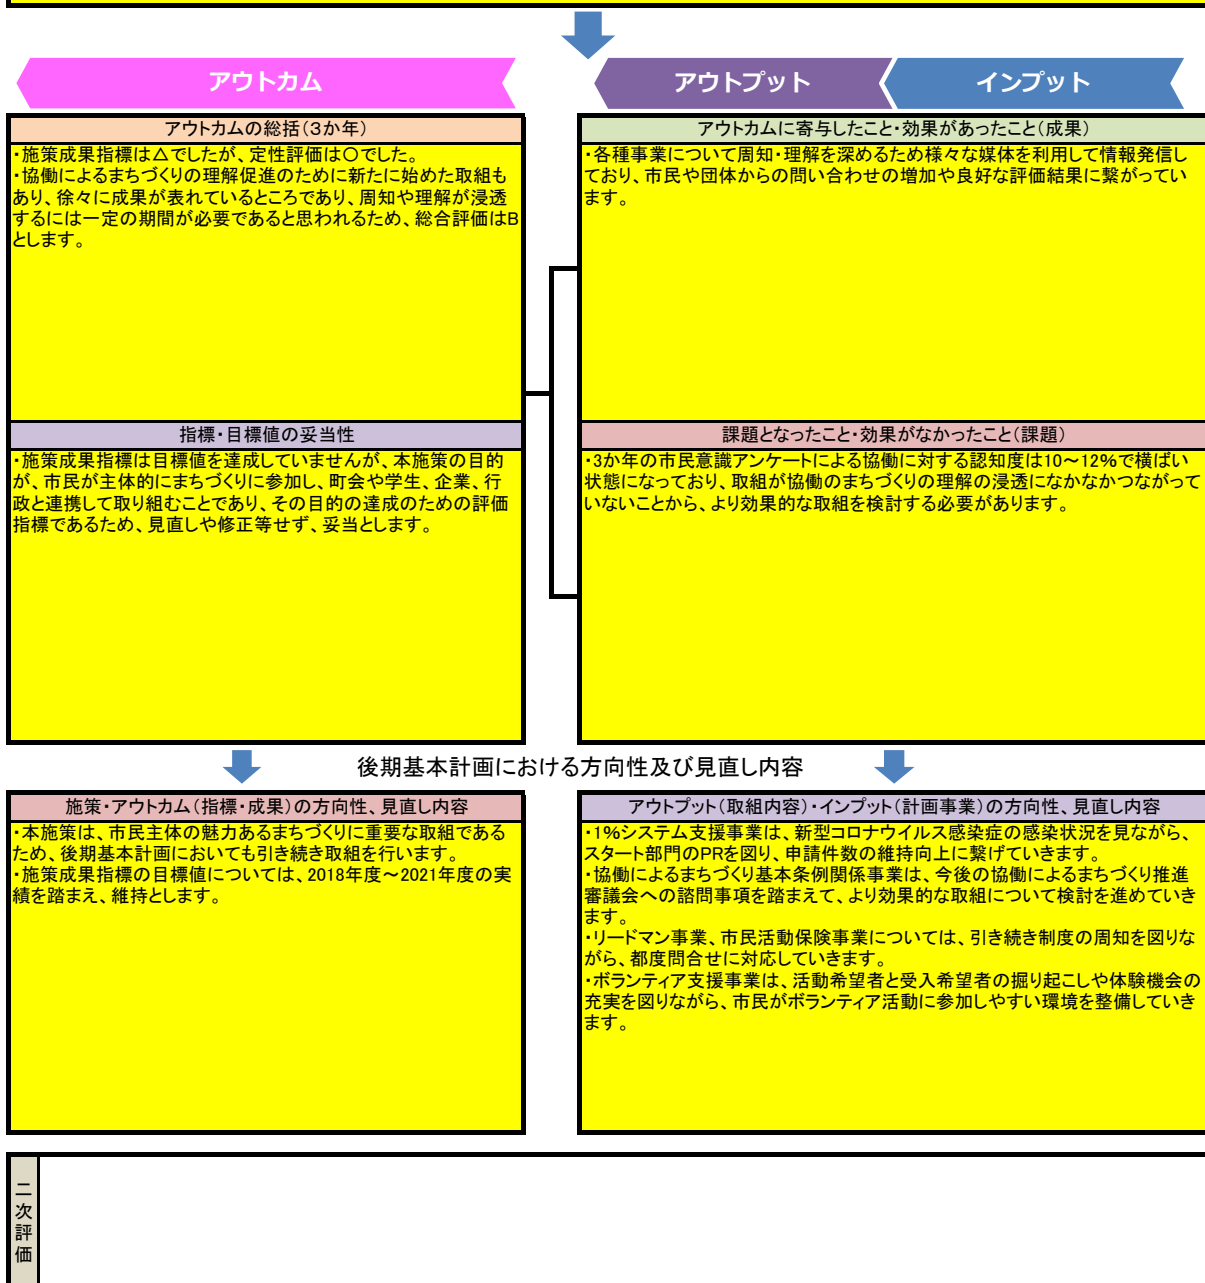 アウトカム
アウトプット
インプット
アウトカムの総括(3か年)
・施策成果指標は△でしたが、定性評価は〇でした。
・協働によるまちづくりの理解促進のために新たに始めた取組も
あり、徐々に成果が表れているところであり、周知や理解が浸透
するには一定の期間が必要であると思われるため、総合評価はB
とします。
指標・目標値の妥当性
・施策成果指標は目標値を達成していませんが、本施策の目的
が、市民が主体的にまちづくりに参加し、町会や学生、企業、行
政と連携して取り組むことであり、その目的の達成のための評価
指標であるため、見直しや修正等せず、妥当とします。
アウトカムに寄与したこと・効果があったこと(成果)
・各種事業について周知・理解を深めるため様々な媒体を利用して情報発信し
ており、市民や団体からの問い合わせの増加や良好な評価結果に繋がってい
ます。
課題となったこと・効果がなかったこと(課題)
・3か年の市民意識アンケートによる協働に対する認知度は10~12%で横ばい
状態になっており、取組が協働のまちづくりの理解の浸透になかなかつながって
いないことから、より効果的な取組を検討する必要があります。
後期基本計画における方向性及び見直し内容
施策・アウトカム(指標・成果)の方向性、見直し内容
・本施策は、市民主体の魅力あるまちづくりに重要な取組である
ため、後期基本計画においても引き続き取組を行います。
・施策成果指標の目標値については、2018年度~2021年度の実
績を踏まえ、維持とします。
アウトプット(取組内容)・インプット(計画事業)の方向性、見直し内容
・1%システム支援事業は、新型コロナウイルス感染症の感染状況を見ながら、
スタート部門のPRを図り、申請件数の維持向上に繋げていきます。
・協働によるまちづくり基本条例関係事業は、今後の協働によるまちづくり推進
審議会への諮問事項を踏まえて、より効果的な取組について検討を進めていき
ます。
・リードマン事業、市民活動保険事業については、引き続き制度の周知を図りな
がら、都度問合せに対応していきます。
・ボランティア支援事業は、活動希望者と受入希望者の掘り起こしや体験機会の
充実を図りながら、市民がボランティア活動に参加しやすい環境を整備していき
ます。
二次評価